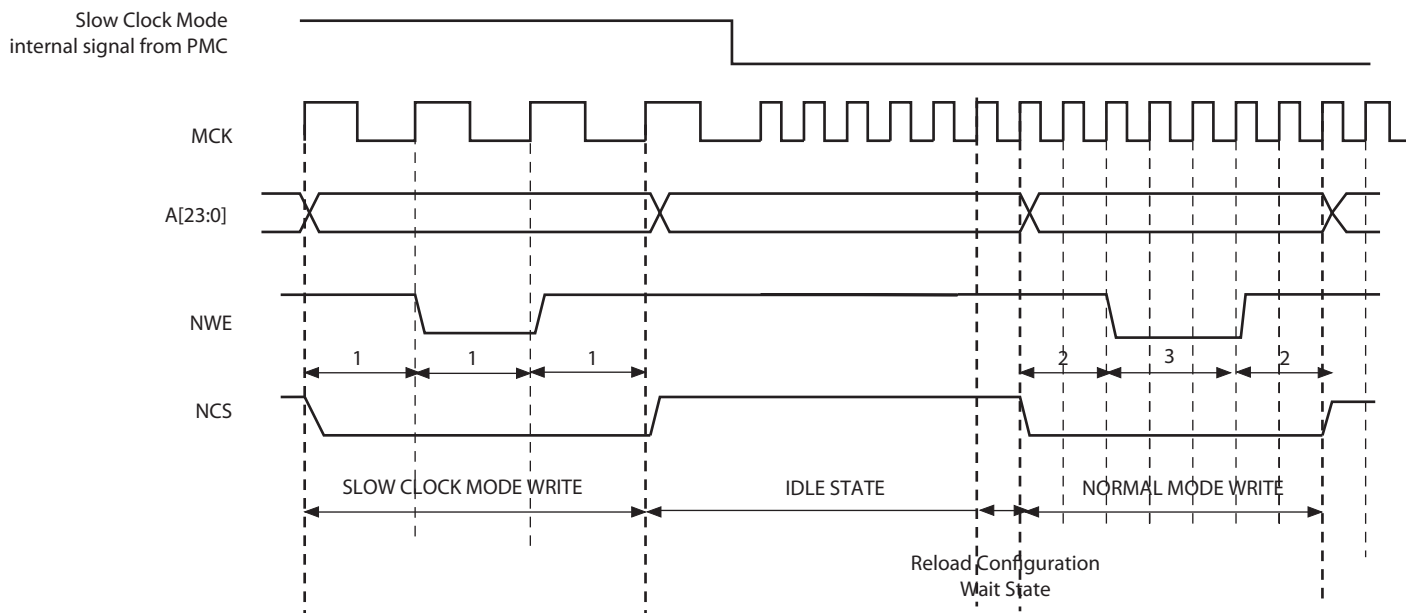 Slow Clock Mode
internal signal from PMC
MCK
A[23:0]
NWE
1 1 1 2 3 2
NCS
SLOW CLOCK MODE WRITE IDLE STATE NORMAL MODE WRITE
Reload Configuration
Wait State